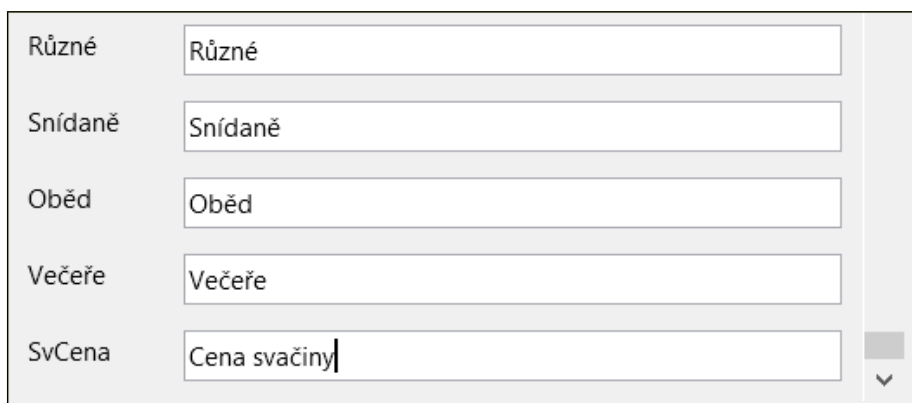 Různé Různé
Snídaně Snídaně
Oběd Oběd
Večeře Večeře
SvCena Cena svačiny